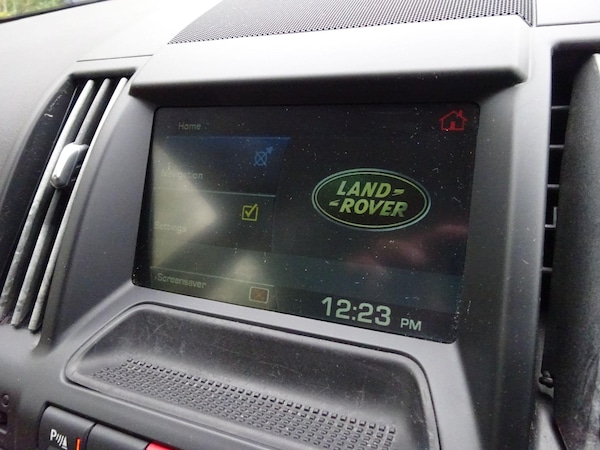 Home
Navigation
Settings
Screensaver
LAND-
-ROVER
12:23 PM
P